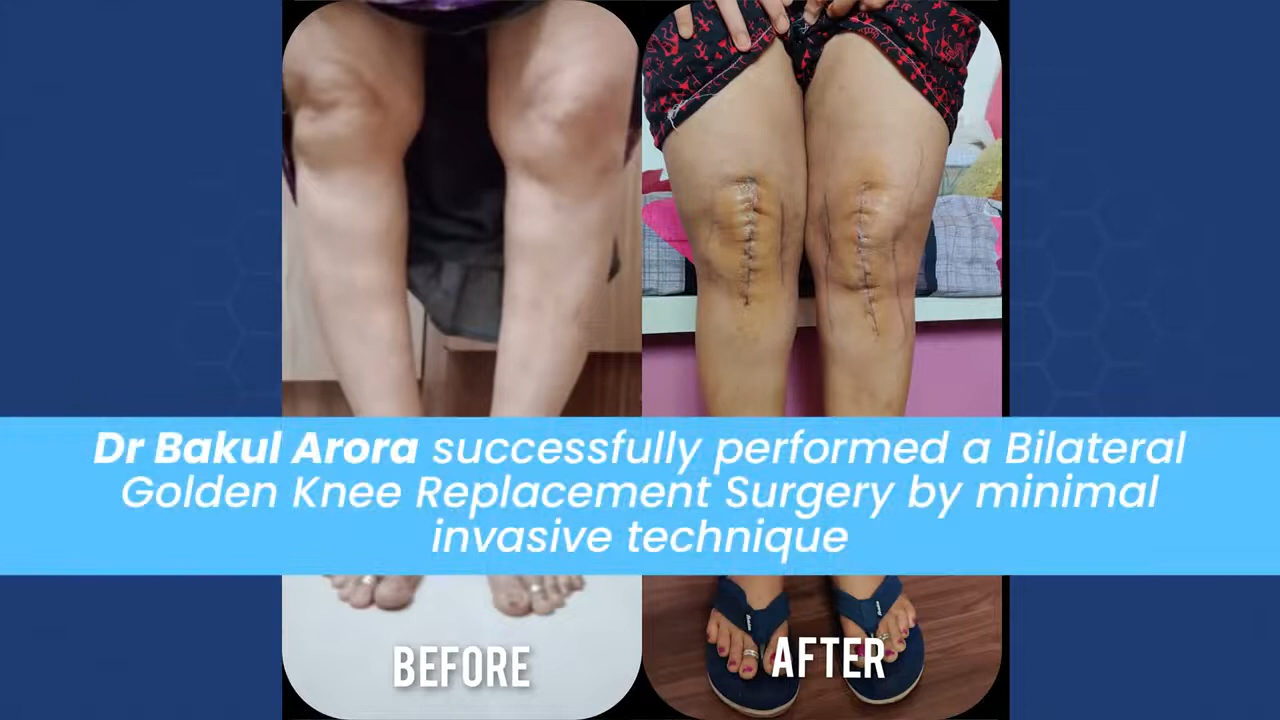 Dr Bakul Arora successfully performed a Bilateral
Golden Knee Replacement Surgery by minimal
invasive technique
BEFORE
AFTER